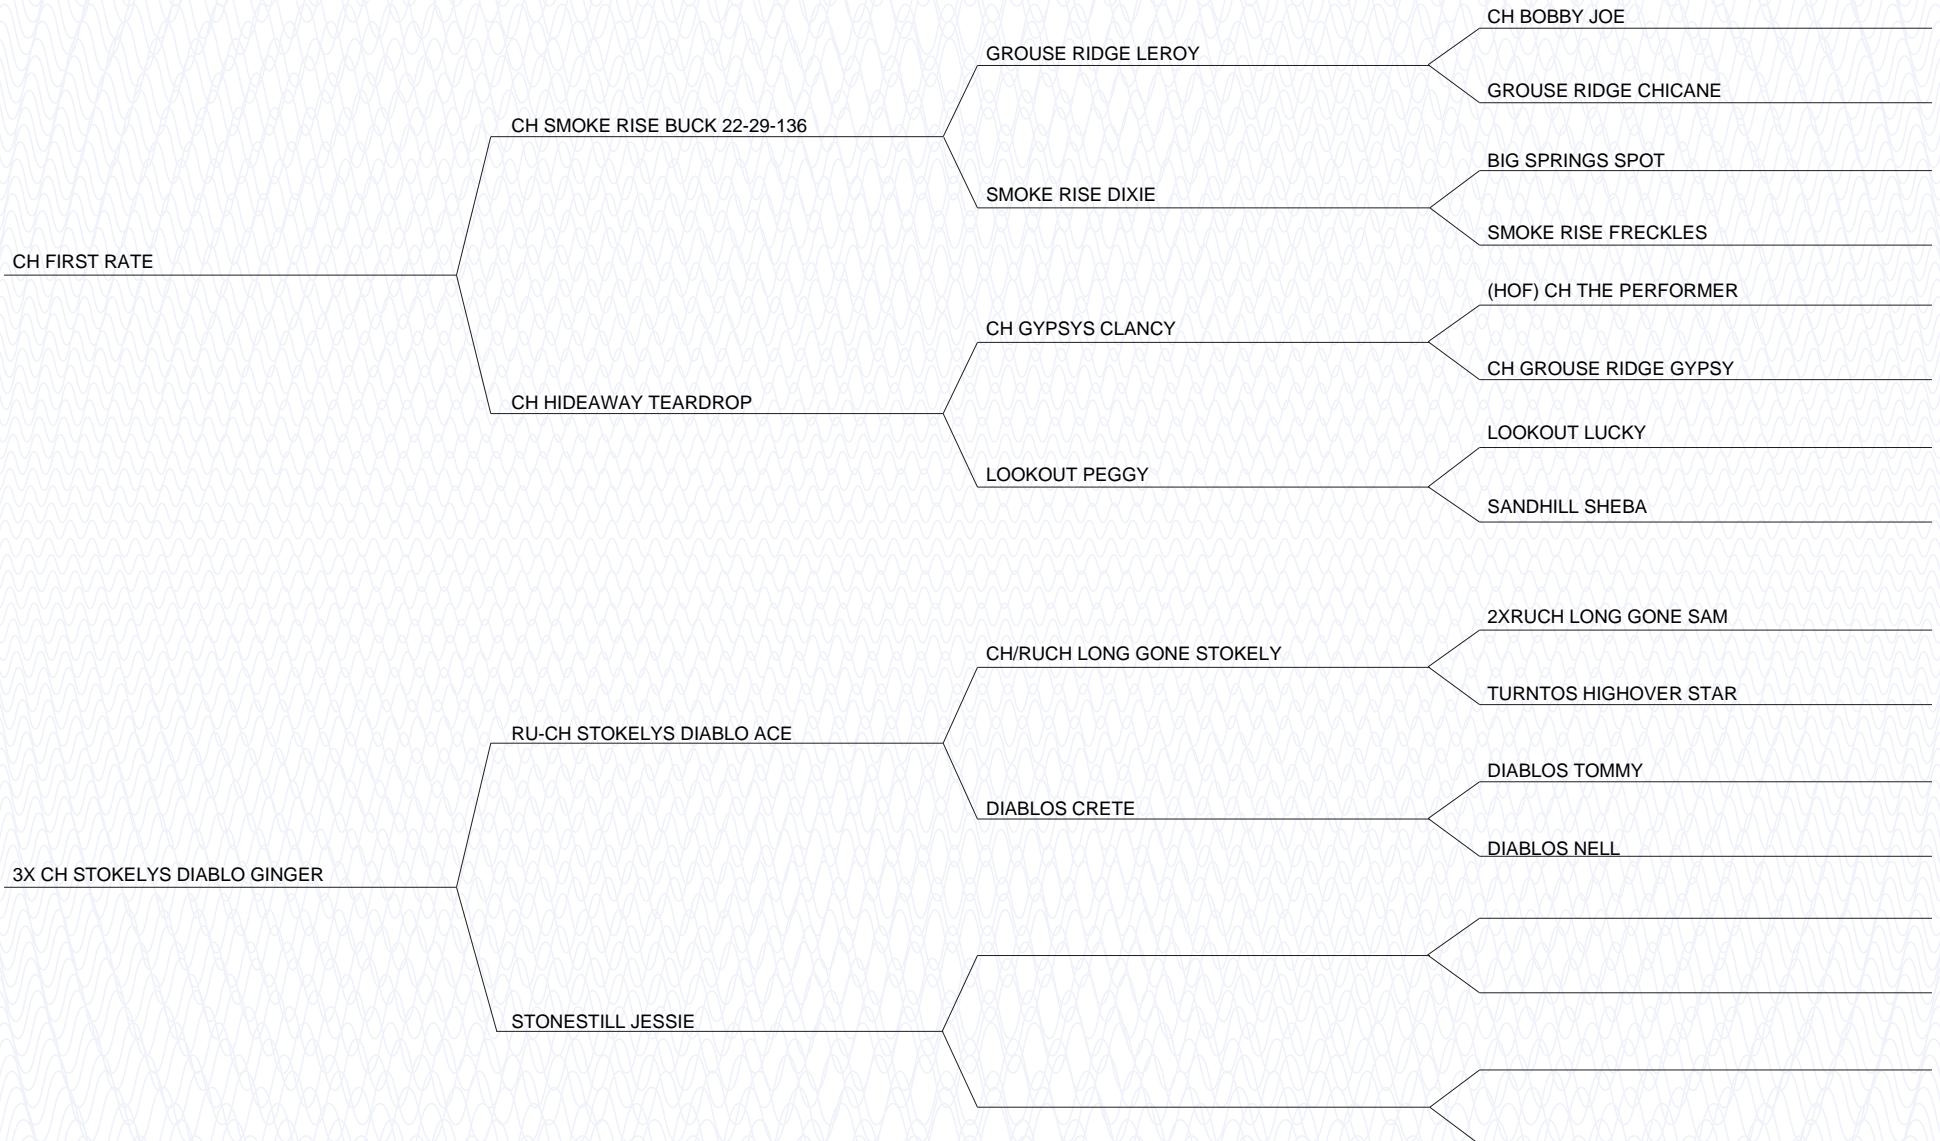 CH BOBBY JOE
GROUSE RIDGE LEROY
GROUSE RIDGE CHICANE
CH SMOKE RISE BUCK 22-29-136
BIG SPRINGS SPOT
SMOKE RISE DIXIE
SMOKE RISE FRECKLES
CH FIRST RATE
(HOF) CH THE PERFORMER
CH GYPSYS CLANCY
CH GROUSE RIDGE GYPSY
CH HIDEAWAY TEARDROP
LOOKOUT LUCKY
LOOKOUT PEGGY
SANDHILL SHEBA
2XRUCH LONG GONE SAM
CH/RUCH LONG GONE STOKELY
TURNTOS HIGHOVER STAR
RU-CH STOKELYS DIABLO ACE
DIABLOS TOMMY
DIABLOS CRETE
DIABLOS NELL
3X CH STOKELYS DIABLO GINGER
STONESTILL JESSIE